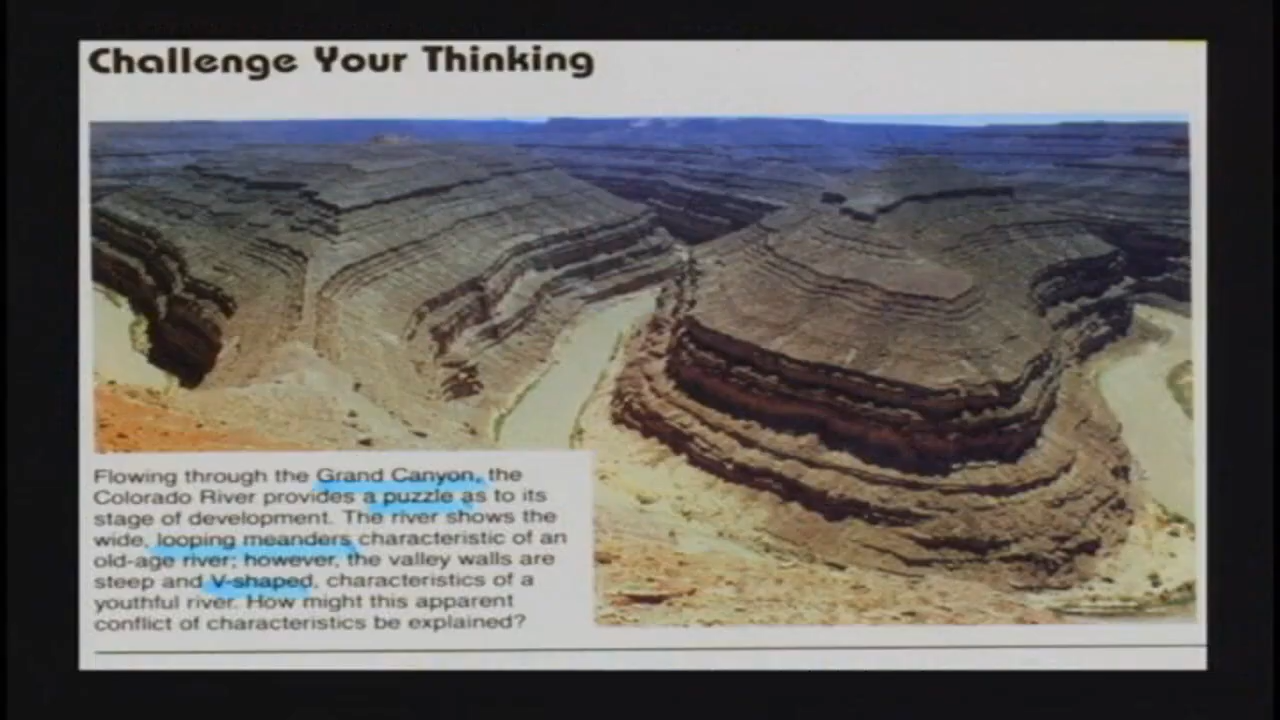 Challenge Your Thinking
Flowing through the Grand Canyon, the
Colorado River provides a puzzle as to its
stage of development. The river shows the
wide, looping meanders characteristic of an
old-age river; however, the valley walls are
steep and V-shaped, characteristics of a
youthful river. How might this apparent
conflict of characteristics be explained?